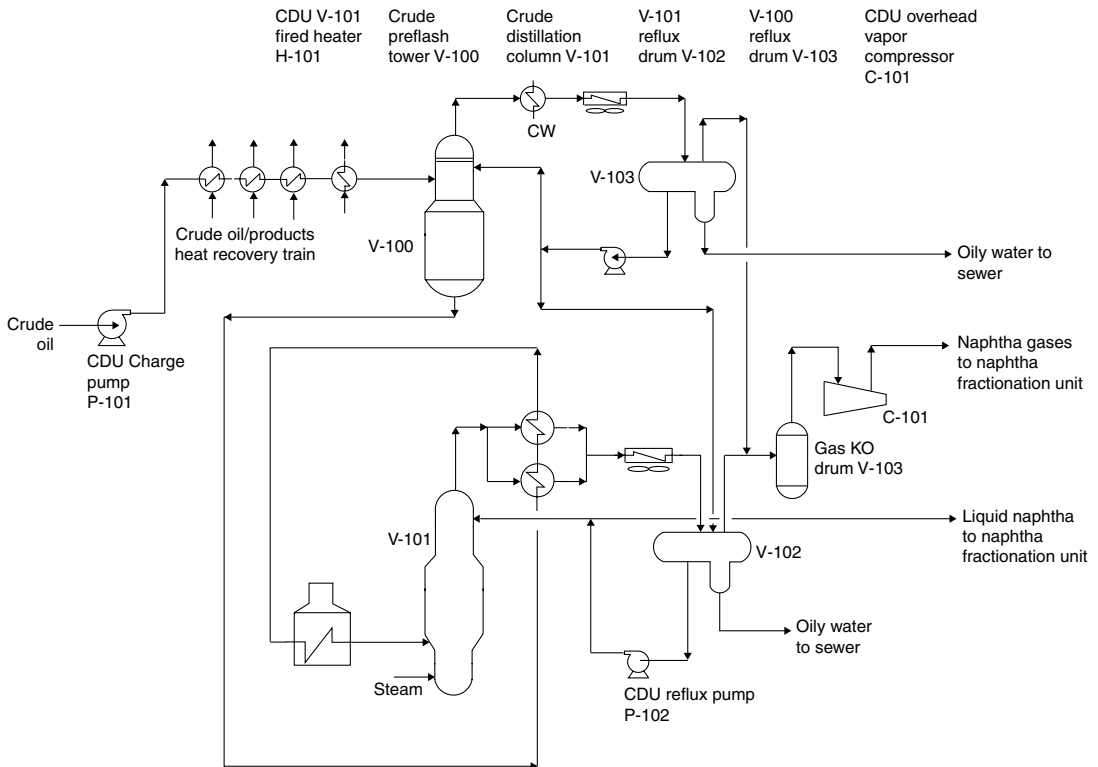 CDU V-101
fired heater
H-101
Crude
preflash
tower V-100
Crude
distillation
column V-101
V-101
reflux
drum V-102
V-100
reflux
drum V-103
CDU overhead
vapor
compressor
C-101
CW
V-103
V-100
Crude oil/products
heat recovery train
Oily water to
sewer
Crude
oil
CDU Charge
pump
P-101
Naphtha gases
to naphtha
fractionation unit
C-101
Gas KO
drum V-103
V-101
Liquid naphtha
to naphtha
fractionation unit
V-102
Oily water
to sewer
Steam
CDU reflux pump
P-102